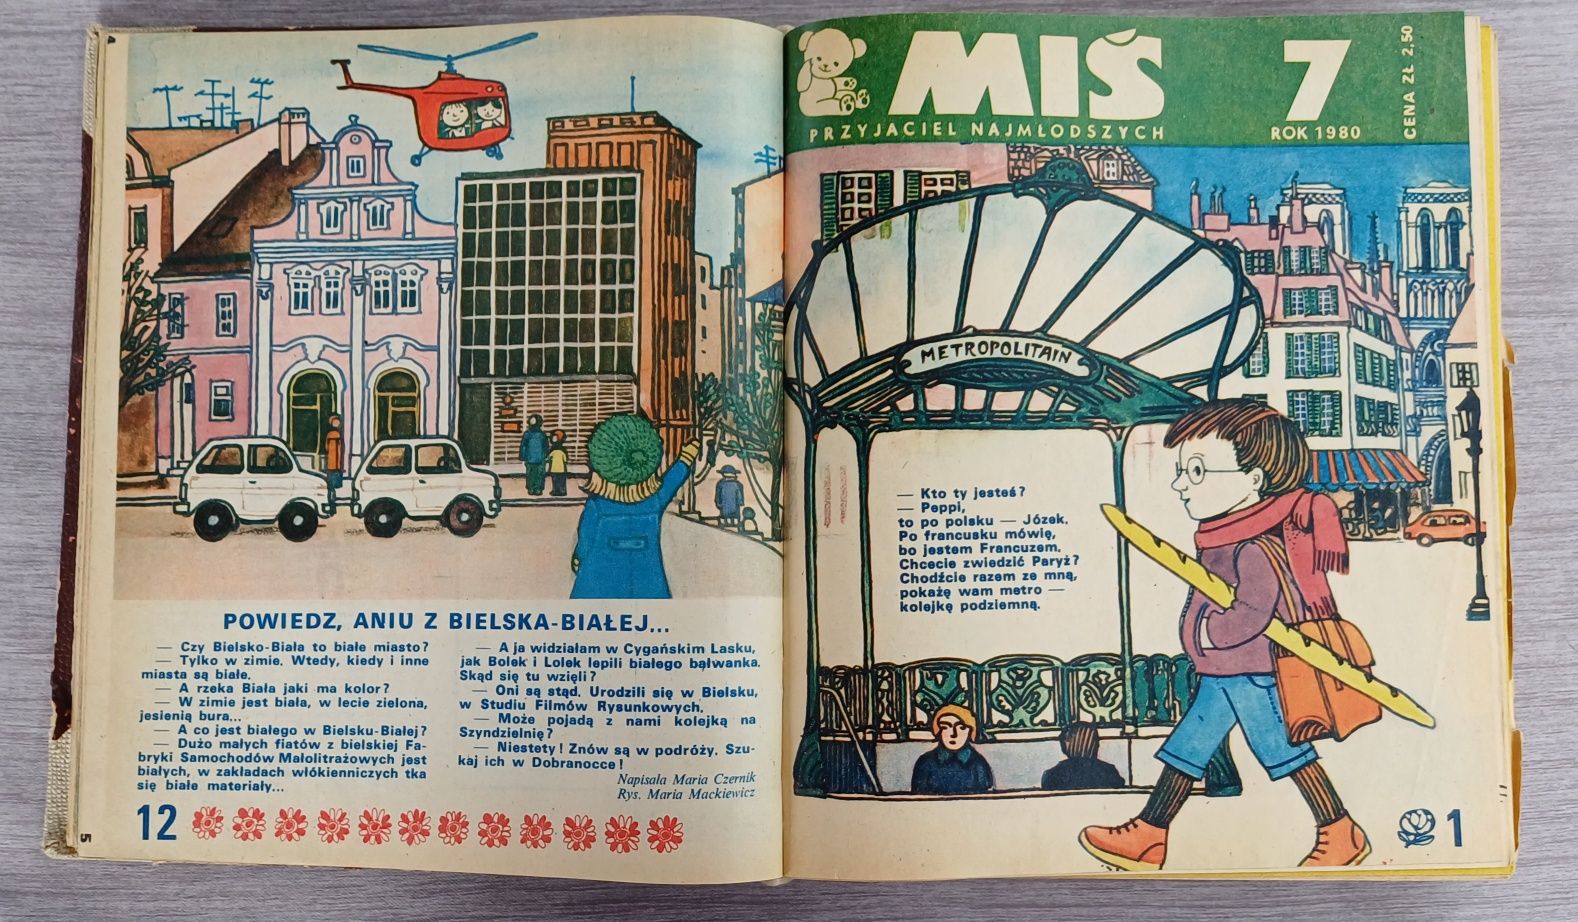 POWIEDZ, ANIU Z BIELSKA-BIAŁEJ...
— Czy Bielsko-Biała to białe miasto?
— Tylko w zimie. Wtedy, kiedy i inne
miasta są białe.
— A rzeka Biała jaki ma kolor?
— W zimie jest biała, w lecie zielona,
jesienią bura...
— A co jest białego w Bielsku-Białej?
— Dużo małych fiatów z bielskiej Fa-
bryki Samochodów Małolitrażowych jest
białych, w zakładach włókienniczych tka
się białe materiały...
— A ja widziałam w Cygańskim Lasku,
jak Bolek i Lolek lepili białego bałwanka.
Skąd się tu wzięli?
— Oni są stąd. Urodzili się w Bielsku,
w Studiu Filmów Rysunkowych.
— Może pojadą z nami kolejką na
Szyndzielnię?
— Niestety! Znów są w podróży. Szu-
kaj ich w Dobranocce!
Napisała Maria Czernik
Rys. Maria Mackiewicz
12
5
MIŚ
PRZYJACIEL NAJMŁODSZYCH
7
ROK 1980
CENA ZŁ 2,50
METROPOLITAIN
— Kto ty jesteś?
— Peppi,
to po polsku — Józek.
Po francusku mówię,
bo jestem Francuzem.
Chcecie zwiedzić Paryż?
Chodźcie razem ze mną,
pokażę wam metro —
kolejkę podziemną.
1